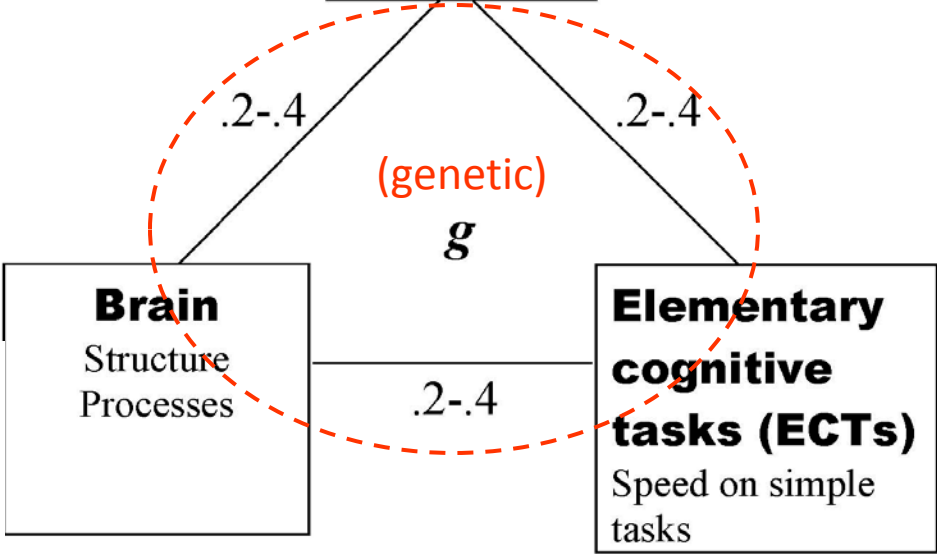 .2-.4
.2-.4
(genetic)
g
Brain
Structure
Processes
.2-.4
Elementary
cognitive
tasks (ECTs)
Speed on simple
tasks